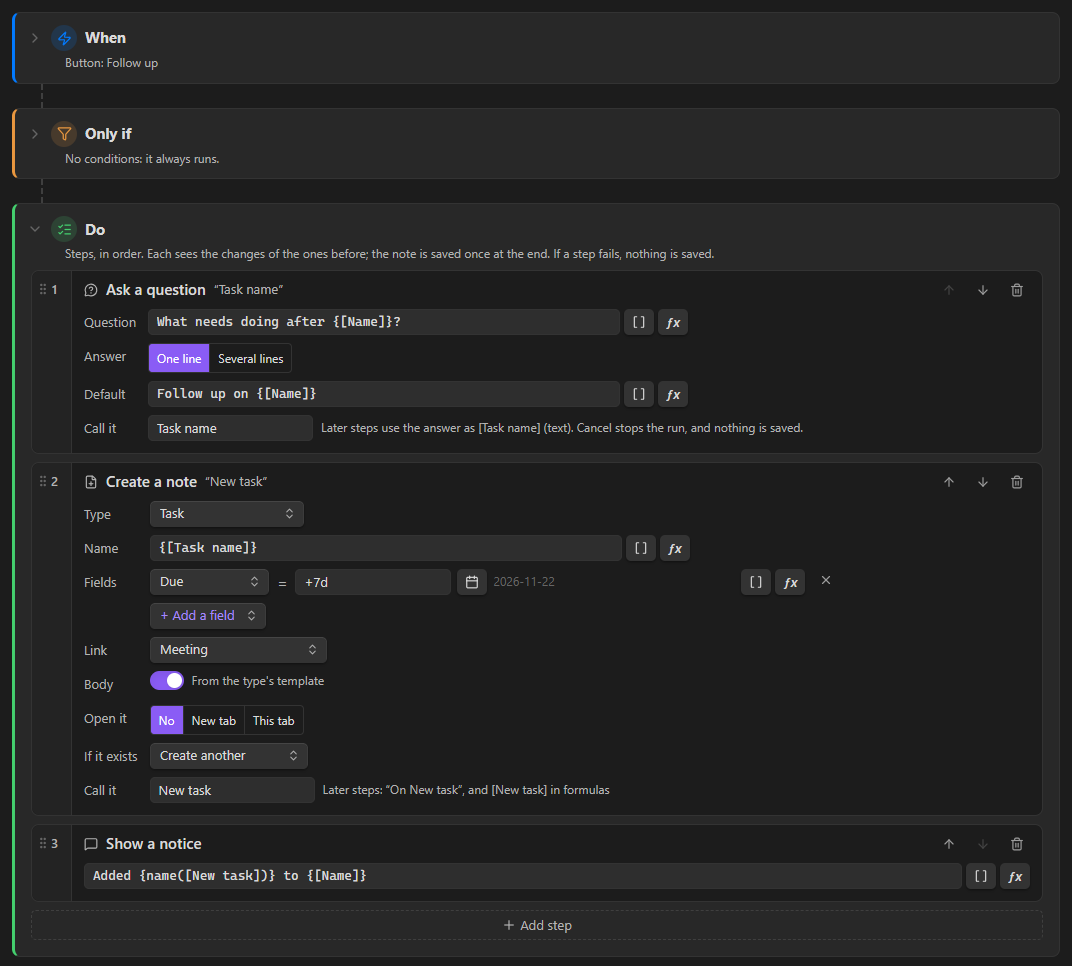 When
Button: Follow up
Only if
No conditions: it always runs.
Do
Steps, in order. Each sees the changes of the ones before; the note is saved once at the end. If a step fails, nothing is saved.
1 Ask a question “Task name”
Question What needs doing after {[Name]}? [] fx
Answer One line Several lines
Default Follow up on {[Name]} [] fx
Call it Task name Later steps use the answer as [Task name] (text). Cancel stops the run, and nothing is saved.
2 Create a note “New task”
Type Task
Name {[Task name]} [] fx
Fields Due = +7d 2026-11-22 [] fx
+ Add a field
Link Meeting
Body From the type's template
Open it No New tab This tab
If it exists Create another
Call it New task Later steps: “On New task”, and [New task] in formulas
3 Show a notice
Added {name([New task])} to {[Name]} [] fx
+ Add step